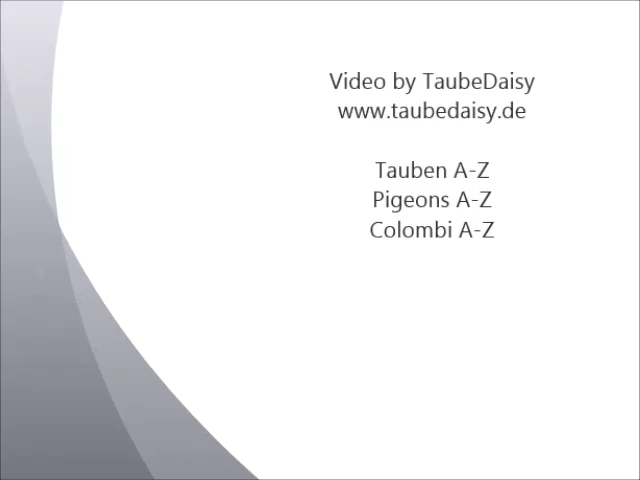 Video by TaubeDaisy
www.taubedaisy.de
Tauben A-Z
Pigeons A-Z
Colombi A-Z